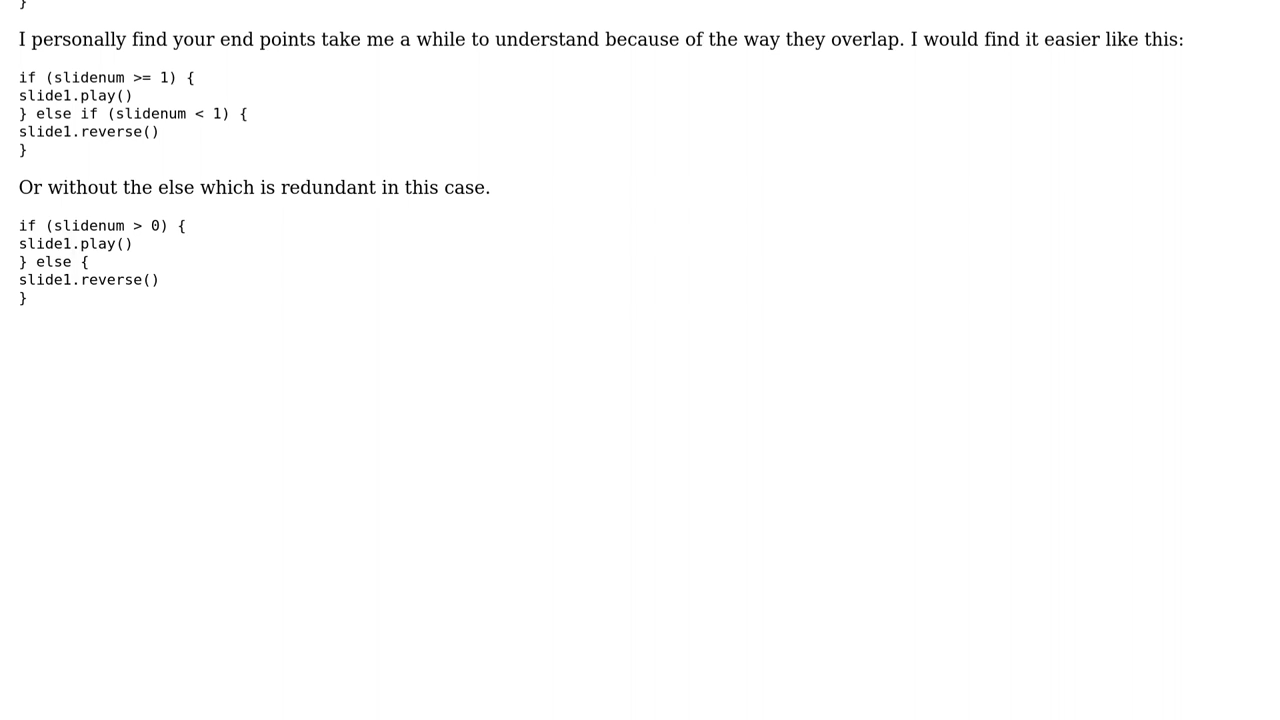 }
I personally find your end points take me a while to understand because of the way they overlap. I would find it easier like this:
if (slidenum >= 1) {
slide1.play()
} else if (slidenum < 1) {
slide1.reverse()
}
Or without the else which is redundant in this case.
if (slidenum > 0) {
slide1.play()
} else {
slide1.reverse()
}